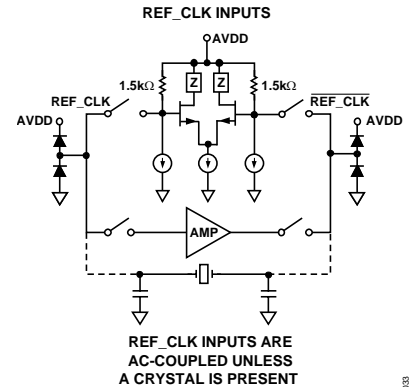 REF_CLK INPUTS
AVDD
1.5kΩ
Z
Z
1.5kΩ
REF_CLK
REF_CLK
AVDD
AVDD
AMP
REF_CLK INPUTS ARE
AC-COUPLED UNLESS
A CRYSTAL IS PRESENT